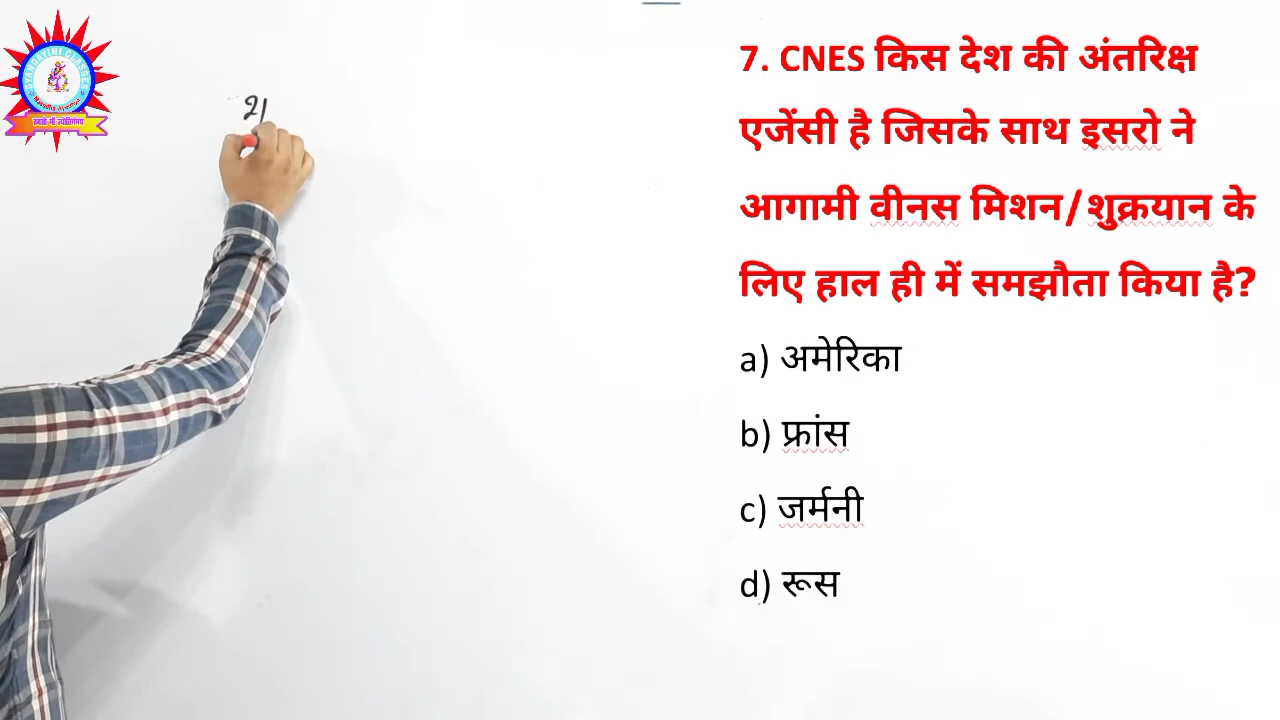 7. CNES किस देश की अंतरिक्ष
एजेंसी है जिसके साथ इसरो ने
आगामी वीनस मिशन/शुक्रयान के
लिए हाल ही में समझौता किया है?
a) अमेरिका
b) फ्रांस
c) जर्मनी
d) रूस